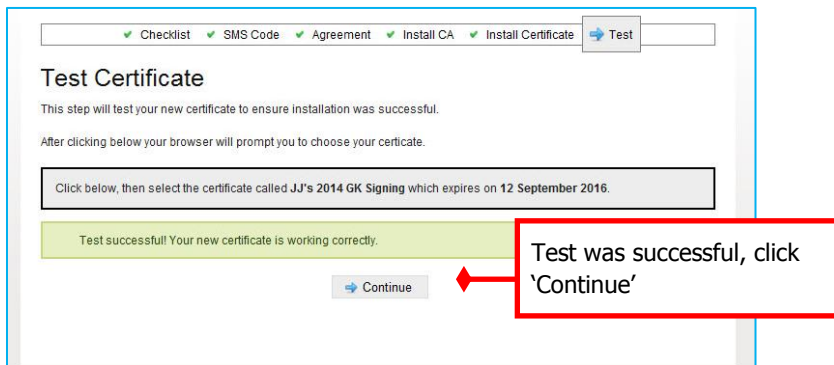 Checklist SMS Code Agreement Install CA Install Certificate Test
Test Certificate
This step will test your new certificate to ensure installation was successful.
After clicking below your browser will prompt you to choose your certicate.
Click below, then select the certificate called JJ's 2014 GK Signing which expires on 12 September 2016.
Test successful! Your new certificate is working correctly.
Test was successful, click
‘Continue’
Continue